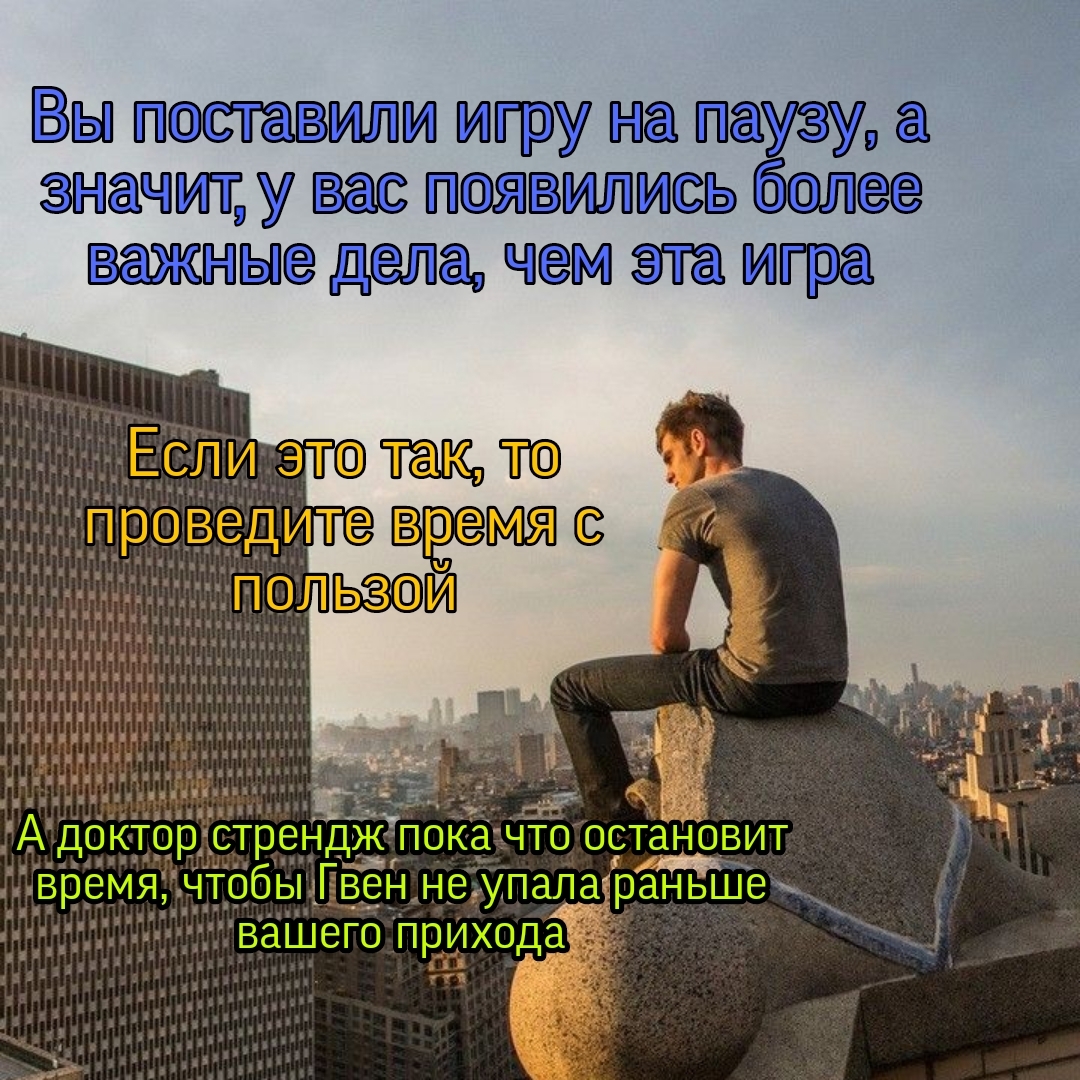 Вы поставили игру на паузу, а
значит, у вас появились более
важные дела, чем эта игра
Если это так, то
проведите время с
пользой
А доктор стрендж пока что остановит
время, чтобы Гвен не упала раньше
вашего прихода